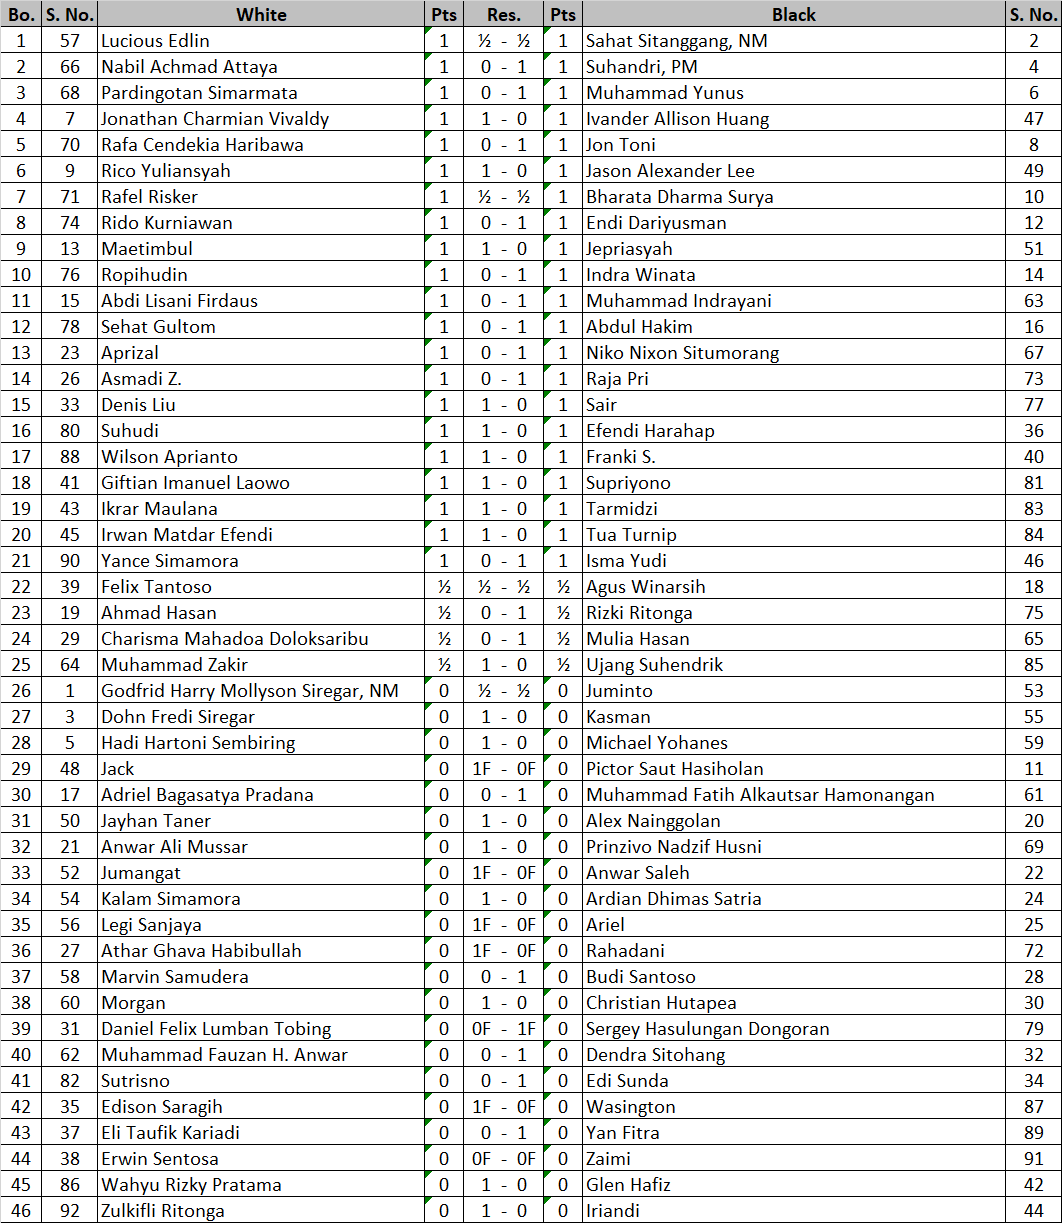 Bo. S. No. White Pts Res. Pts Black S. No.
1 57 Lucious Edlin 1 ½ - ½ 1 Sahat Sitanggang, NM 2
2 66 Nabil Achmad Attaya 1 0 - 1 1 Suhandri, PM 4
3 68 Pardingotan Simarmata 1 0 - 1 1 Muhammad Yunus 6
4 7 Jonathan Charmian Vivaldy 1 1 - 0 1 Ivander Allison Huang 47
5 70 Rafa Cendekia Haribawa 1 0 - 1 1 Jon Toni 8
6 9 Rico Yuliansyah 1 1 - 0 1 Jason Alexander Lee 49
7 71 Rafel Risker 1 ½ - ½ 1 Bharata Dharma Surya 10
8 74 Rido Kurniawan 1 0 - 1 1 Endi Dariyusman 12
9 13 Maetimbul 1 1 - 0 1 Jepriasyah 51
10 76 Ropihudin 1 0 - 1 1 Indra Winata 14
11 15 Abdi Lisani Firdaus 1 0 - 1 1 Muhammad Indrayani 63
12 78 Sehat Gultom 1 0 - 1 1 Abdul Hakim 16
13 23 Aprizal 1 0 - 1 1 Niko Nixon Situmorang 67
14 26 Asmadi Z. 1 0 - 1 1 Raja Pri 73
15 33 Denis Liu 1 1 - 0 1 Sair 77
16 80 Suhudi 1 1 - 0 1 Efendi Harahap 36
17 88 Wilson Aprianto 1 1 - 0 1 Franki S. 40
18 41 Giftian Imanuel Laowo 1 1 - 0 1 Supriyono 81
19 43 Ikrar Maulana 1 1 - 0 1 Tarmidzi 83
20 45 Irwan Matdar Efendi 1 1 - 0 1 Tua Turnip 84
21 90 Yance Simamora 1 0 - 1 1 Isma Yudi 46
22 39 Felix Tantoso ½ ½ - ½ ½ Agus Winarsih 18
23 19 Ahmad Hasan ½ 0 - 1 ½ Rizki Ritonga 75
24 29 Charisma Mahadoa Doloksaribu ½ 0 - 1 ½ Mulia Hasan 65
25 64 Muhammad Zakir ½ 1 - 0 ½ Ujang Suhendrik 85
26 1 Godfrid Harry Mollyson Siregar, NM 0 ½ - ½ 0 Juminto 53
27 3 Dohn Fredi Siregar 0 1 - 0 0 Kasman 55
28 5 Hadi Hartoni Sembiring 0 1 - 0 0 Michael Yohanes 59
29 48 Jack 0 1F - 0F 0 Pictor Saut Hasiholan 11
30 17 Adriel Bagasatya Pradana 0 0 - 1 0 Muhammad Fatih Alkautsar Hamonangan 61
31 50 Jayhan Taner 0 1 - 0 0 Alex Nainggolan 20
32 21 Anwar Ali Mussar 0 1 - 0 0 Prinzivo Nadzif Husni 69
33 52 Jumangat 0 1F - 0F 0 Anwar Saleh 22
34 54 Kalam Simamora 0 1 - 0 0 Ardian Dhimas Satria 24
35 56 Legi Sanjaya 0 1F - 0F 0 Ariel 25
36 27 Athar Ghava Habibullah 0 1F - 0F 0 Rahadani 72
37 58 Marvin Samudera 0 0 - 1 0 Budi Santoso 28
38 60 Morgan 0 1 - 0 0 Christian Hutapea 30
39 31 Daniel Felix Lumban Tobing 0 0F - 1F 0 Sergey Hasulungan Dongoran 79
40 62 Muhammad Fauzan H. Anwar 0 0 - 1 0 Dendra Sitohang 32
41 82 Sutrisno 0 0 - 1 0 Edi Sunda 34
42 35 Edison Saragih 0 1F - 0F 0 Wasington 87
43 37 Eli Taufik Kariadi 0 0 - 1 0 Yan Fitra 89
44 38 Erwin Sentosa 0 0F - 0F 0 Zaimi 91
45 86 Wahyu Rizky Pratama 0 1 - 0 0 Glen Hafiz 42
46 92 Zulkifli Ritonga 0 1 - 0 0 Iriandi 44